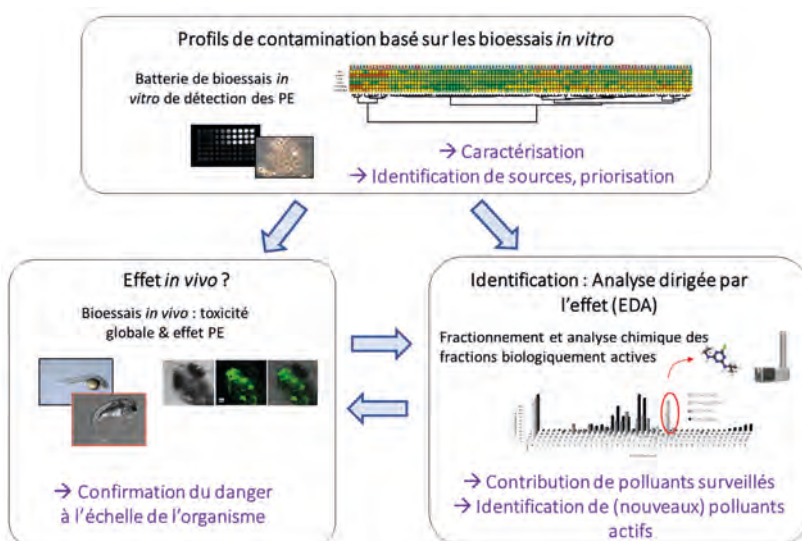 Profils de contamination basé sur les bioessais in vitro
Batterie de bioessais in
vitro de détection des PE
→ Caractérisation
→ Identification de sources, priorisation
Effet in vivo ?
Bioessais in vivo : toxicité
globale & effet PE
→ Confirmation du danger
à l’échelle de l’organisme
Identification : Analyse dirigée par
l’effet (EDA)
Fractionnement et analyse chimique des
fractions biologiquement actives
→ Contribution de polluants surveillés
→ Identification de (nouveaux) polluants
actifs